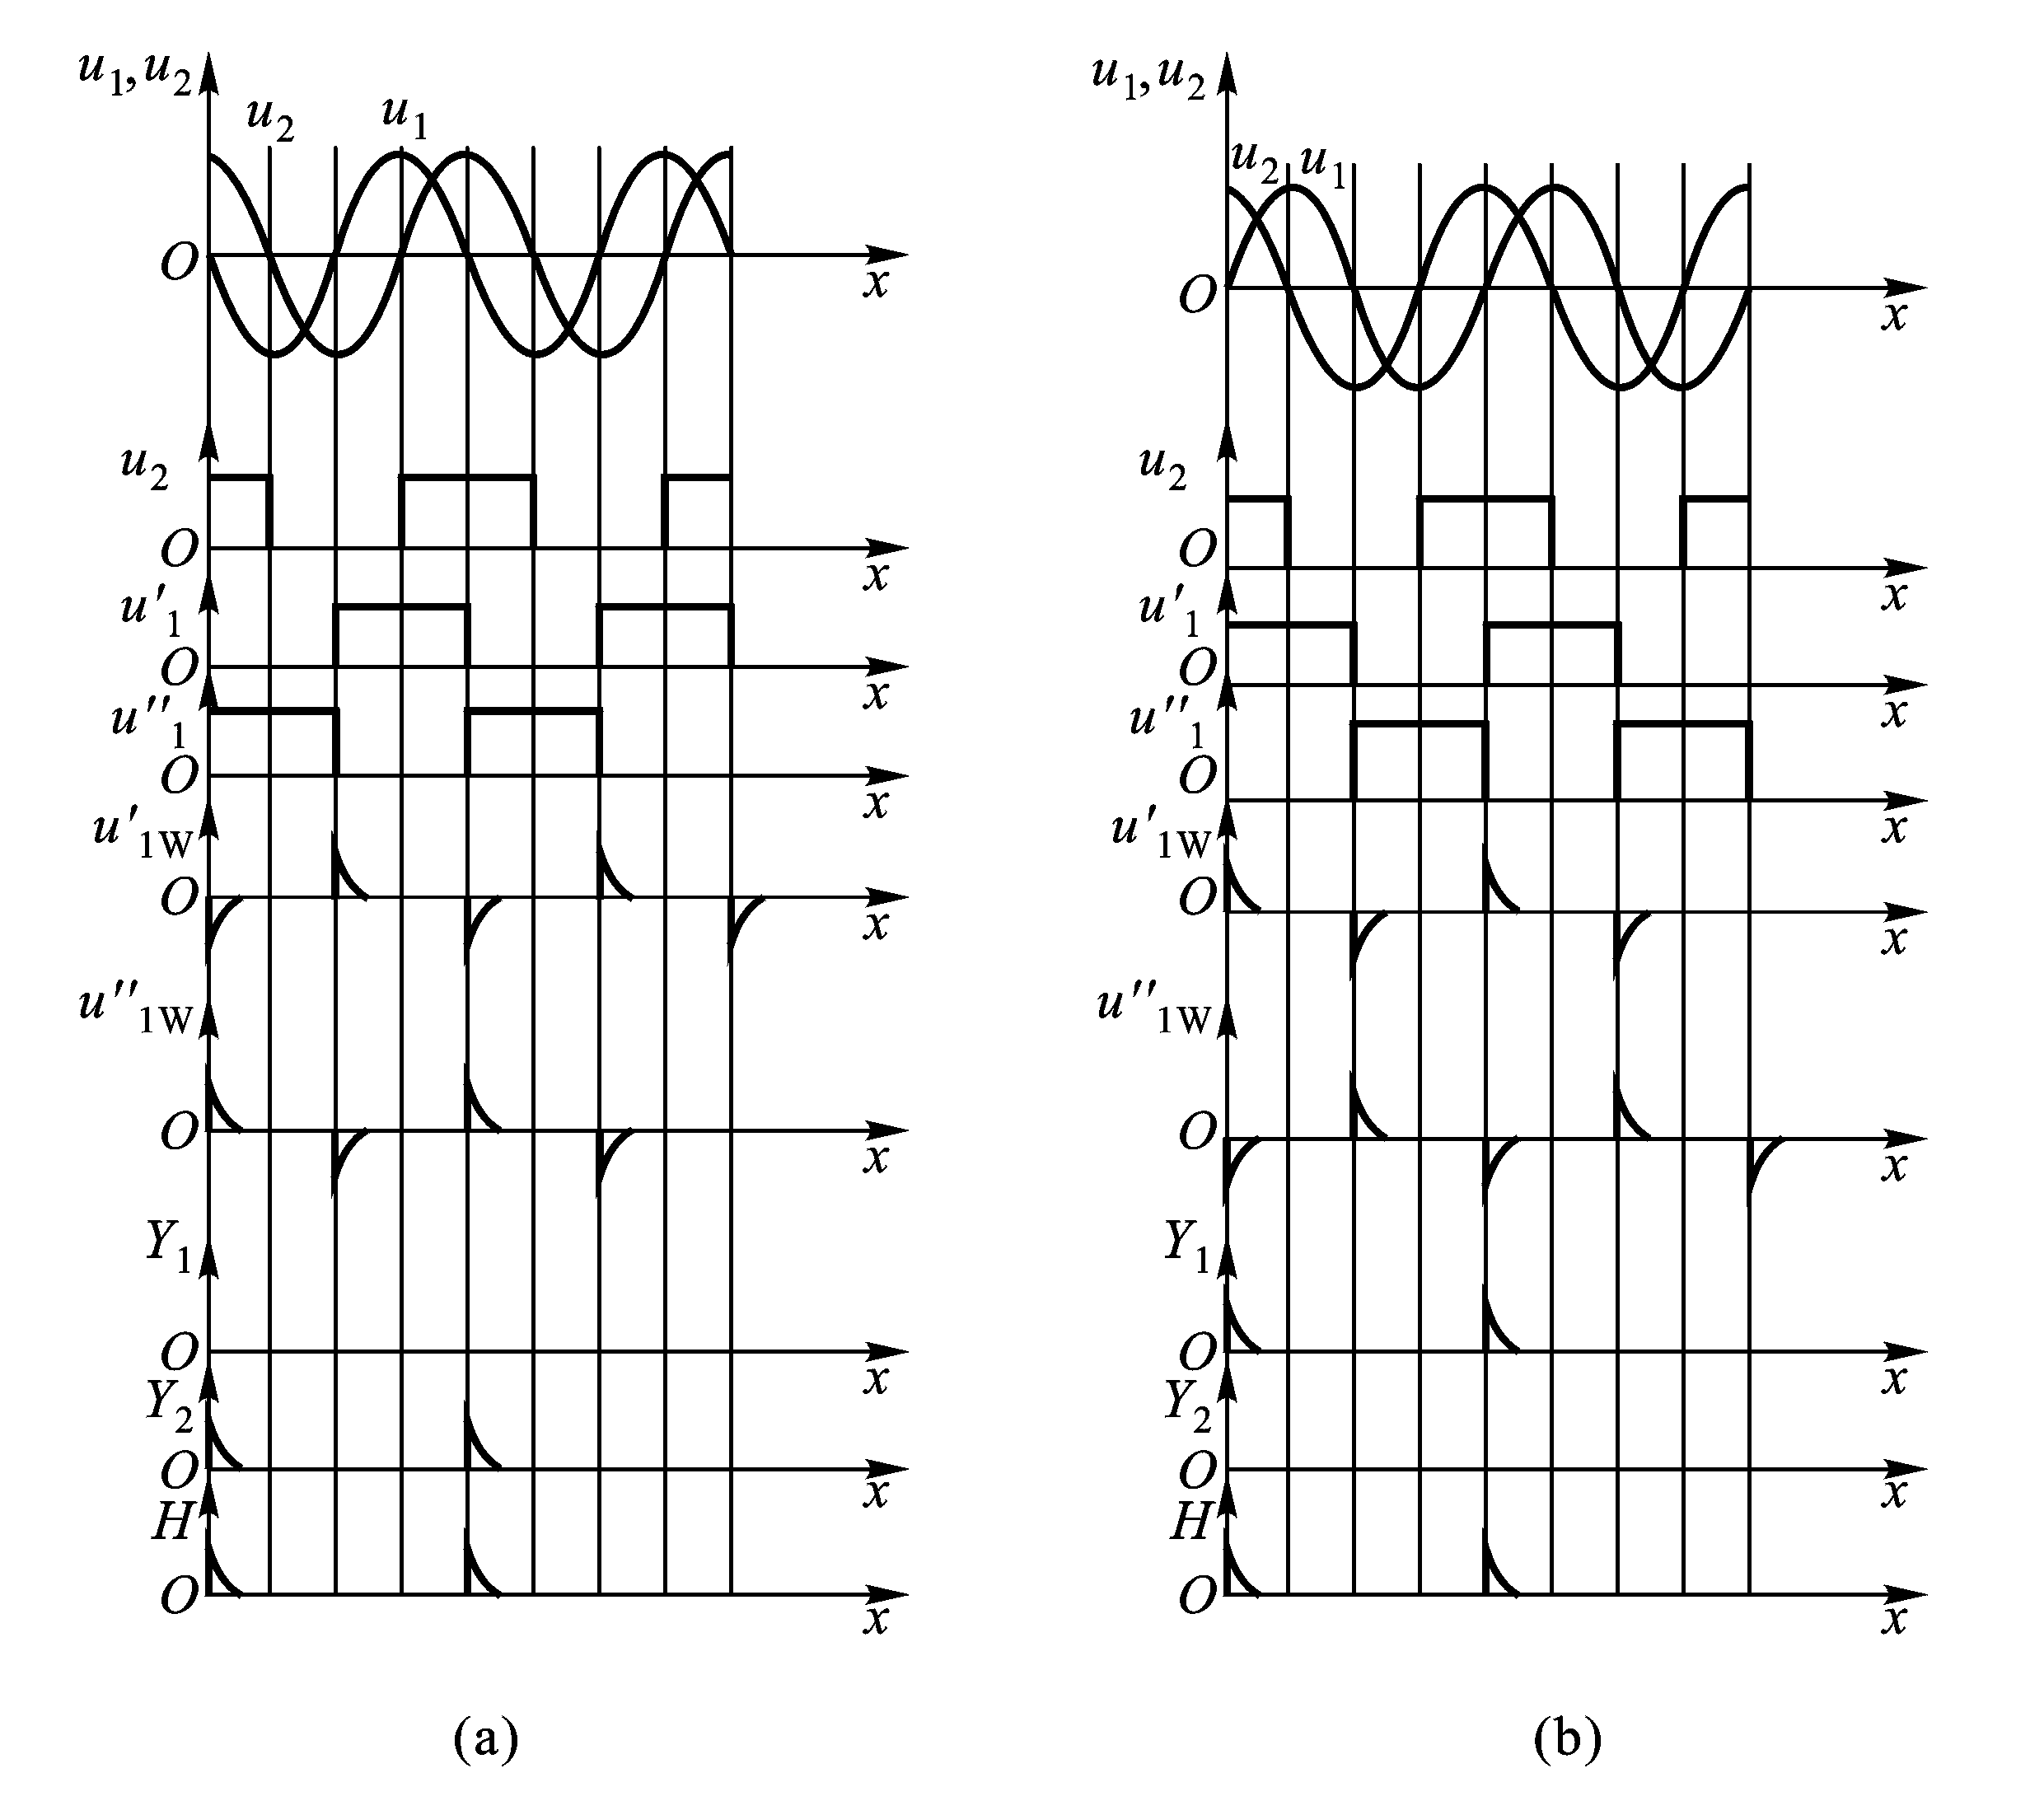 u₁,u₂
u₂
u₁
O
x
u₂
O
x
u′₁
O
x
u″₁
O
x
u′₁W
O
x
u″₁W
O
x
Y₁
O
x
Y₂
O
x
H
O
x
(a)
u₁,u₂
u₂
u₁
O
x
u₂
O
x
u′₁
O
x
u″₁
O
x
u′₁W
O
x
u″₁W
O
x
Y₁
O
x
Y₂
O
x
H
O
x
(b)